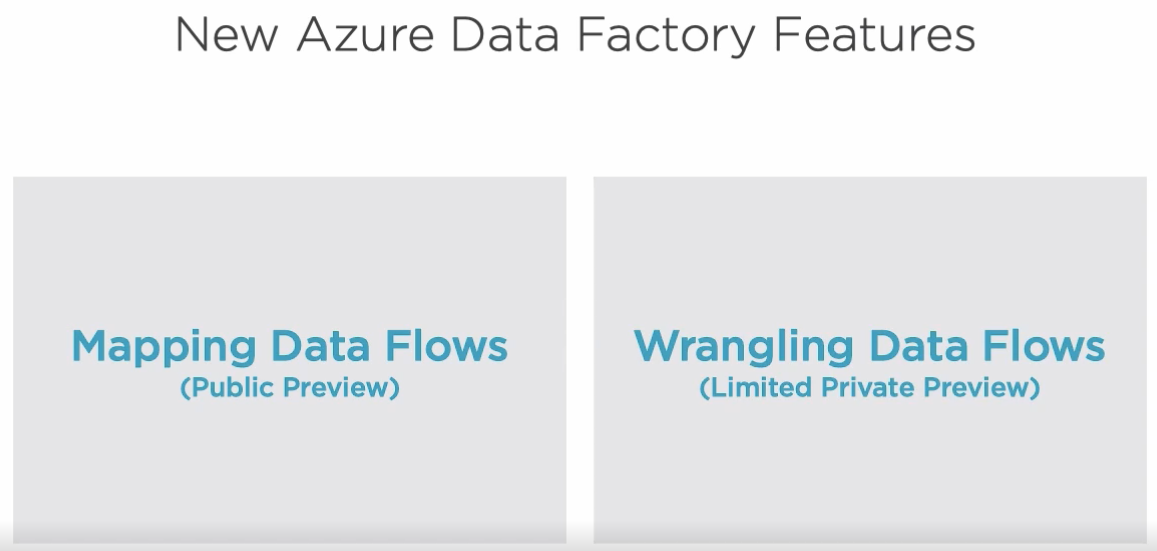 New Azure Data Factory Features
Mapping Data Flows
(Public Preview)
Wrangling Data Flows
(Limited Private Preview)